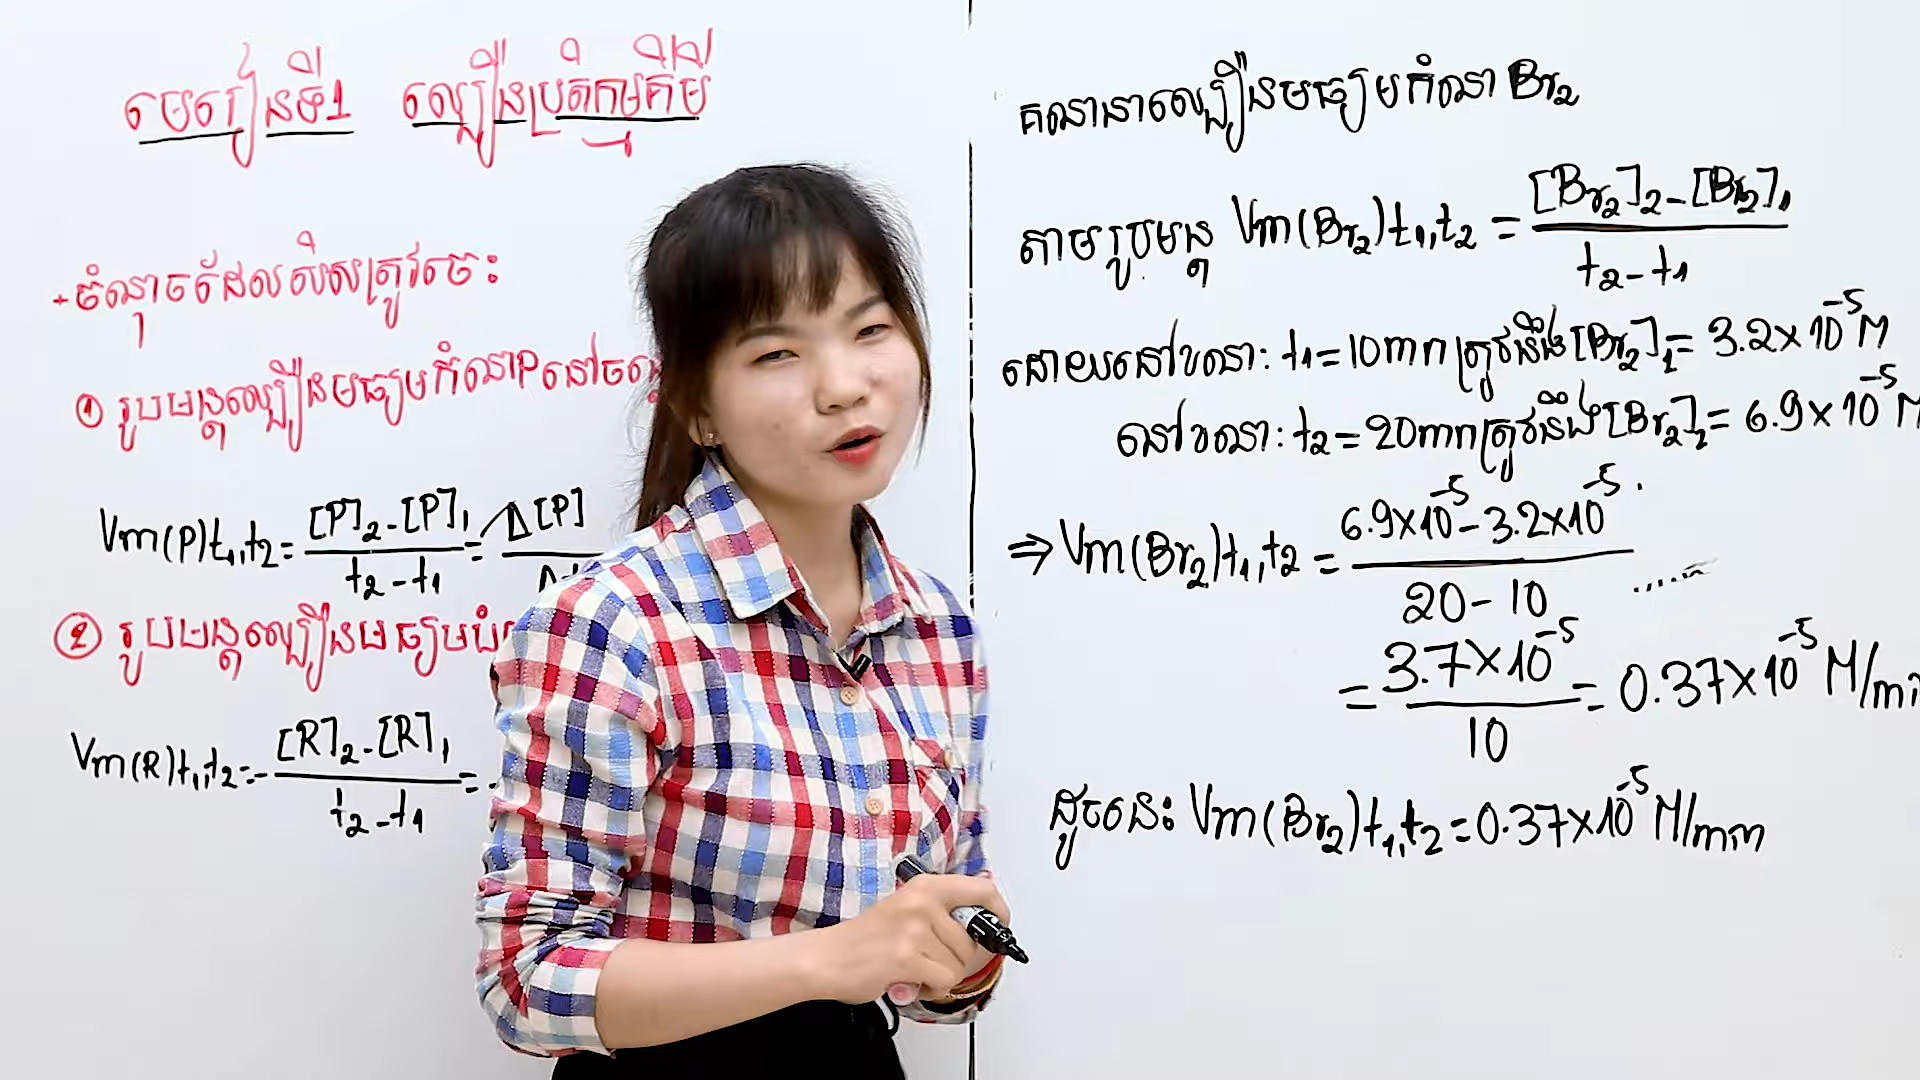 មេរៀនទី1 ល្បឿនប្រតិកម្មគីមី
+ ចំណុចដែលសិស្សត្រូវចេះ
① រូបមន្តល្បឿនមធ្យមកំណP នៅចន្លោះ
Vm(P)t₁,t₂ = [P]₂-[P]₁ / t₂-t₁ = Δ[P]
② រូបមន្តល្បឿនមធ្យមបំ
Vm(R)t₁,t₂ = - [R]₂-[R]₁ / t₂-t₁ = -
គណនាល្បឿនមធ្យមកំណ Br₂
តាមរូបមន្ត Vm(Br₂)t₁,t₂ = [Br₂]₂-[Br₂]₁ / t₂-t₁
ដោយនៅខណៈ: t₁=10mn ត្រូវនឹង[Br₂]₁= 3.2×10⁻⁵M
នៅខណៈ: t₂=20mn ត្រូវនឹង[Br₂]₂= 6.9×10⁻⁵M
⇒ Vm(Br₂)t₁,t₂ = 6.9×10⁻⁵-3.2×10⁻⁵ / 20-10
= 3.7×10⁻⁵ / 10 = 0.37×10⁻⁵ M/mn
ដូចនេះ Vm(Br₂)t₁,t₂=0.37×10⁻⁵ M/mn